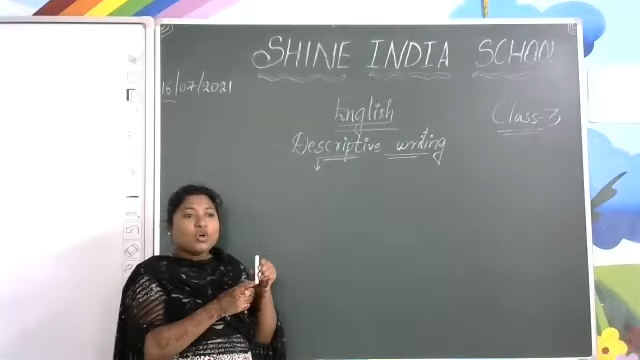 SHINE INDIA SCHOOL
16/07/2021
English
Class-3
Descriptive writing